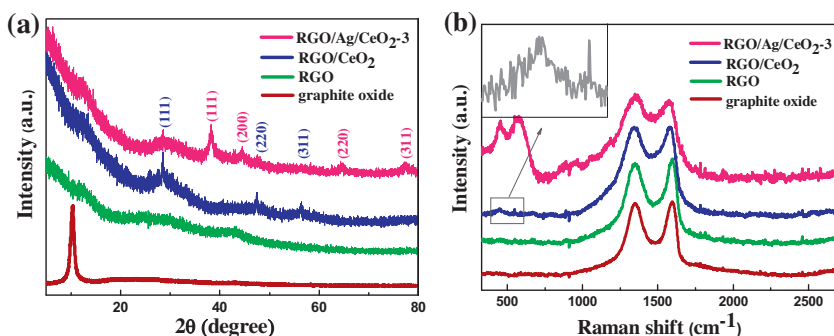 (a)
RGO/Ag/CeO₂-3
RGO/CeO₂
RGO
graphite oxide
(111)
(111)
(200)
(220)
(311)
(220)
(311)
Intensity (a.u.)
20
40
60
80
2θ (degree)
(b)
RGO/Ag/CeO₂-3
RGO/CeO₂
RGO
graphite oxide
Intensity (a.u.)
500
1000
1500
2000
2500
Raman shift (cm⁻¹)